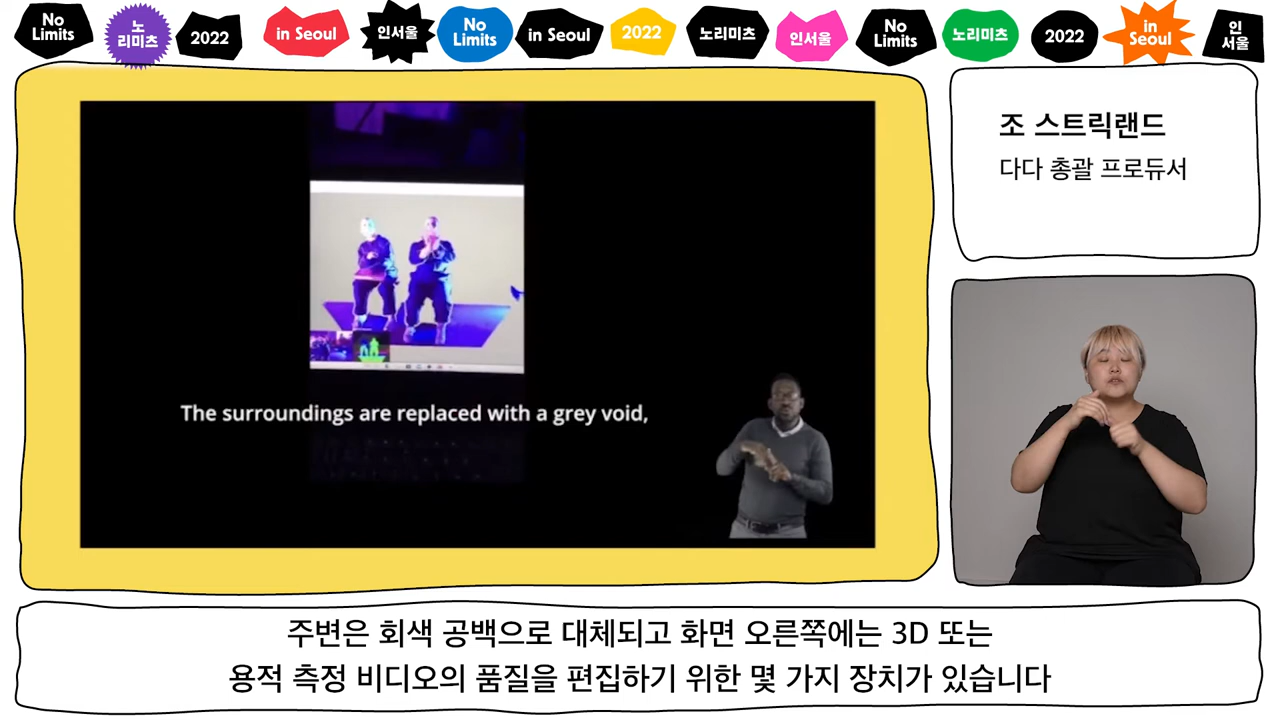 No
Limits
노
리미츠
2022
in Seoul
인서울
No
Limits
in Seoul
2022
노리미츠
인서울
No
Limits
노리미츠
2022
in
Seoul
인
서울
조 스트릭랜드
다다 총괄 프로듀서
The surroundings are replaced with a grey void,
주변은 회색 공백으로 대체되고 화면 오른쪽에는 3D 또는
용적 측정 비디오의 품질을 편집하기 위한 몇 가지 장치가 있습니다